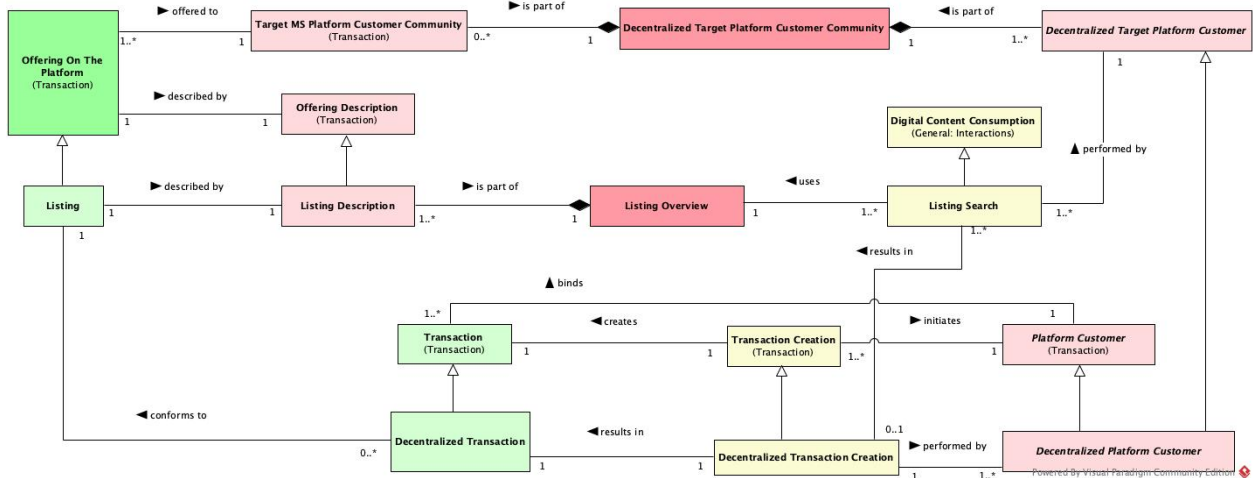 ► offered to
► is part of
◄ is part of
Target MS Platform Customer Community
(Transaction)
Decentralized Target Platform Customer Community
Decentralized Target Platform Customer
1..*
1
0..*
1
1
1..*
Offering On The
Platform
(Transaction)
1
► described by
Offering Description
(Transaction)
1
1
Digital Content Consumption
(General: Interactions)
▲ performed by
► described by
► is part of
◄ uses
Listing
Listing Description
Listing Overview
Listing Search
1
1
1..*
1
1
1..*
1..*
1
1..*
◄ results in
▲ binds
1..*
1
◄ creates
► initiates
Transaction
(Transaction)
Transaction Creation
(Transaction)
Platform Customer
(Transaction)
1
1
1..*
1
◄ conforms to
0..*
Decentralized Transaction
◄ results in
0..1
► performed by
Decentralized Transaction Creation
Decentralized Platform Customer
1
1
1
1..*
Powered By Visual Paradigm Community Edition